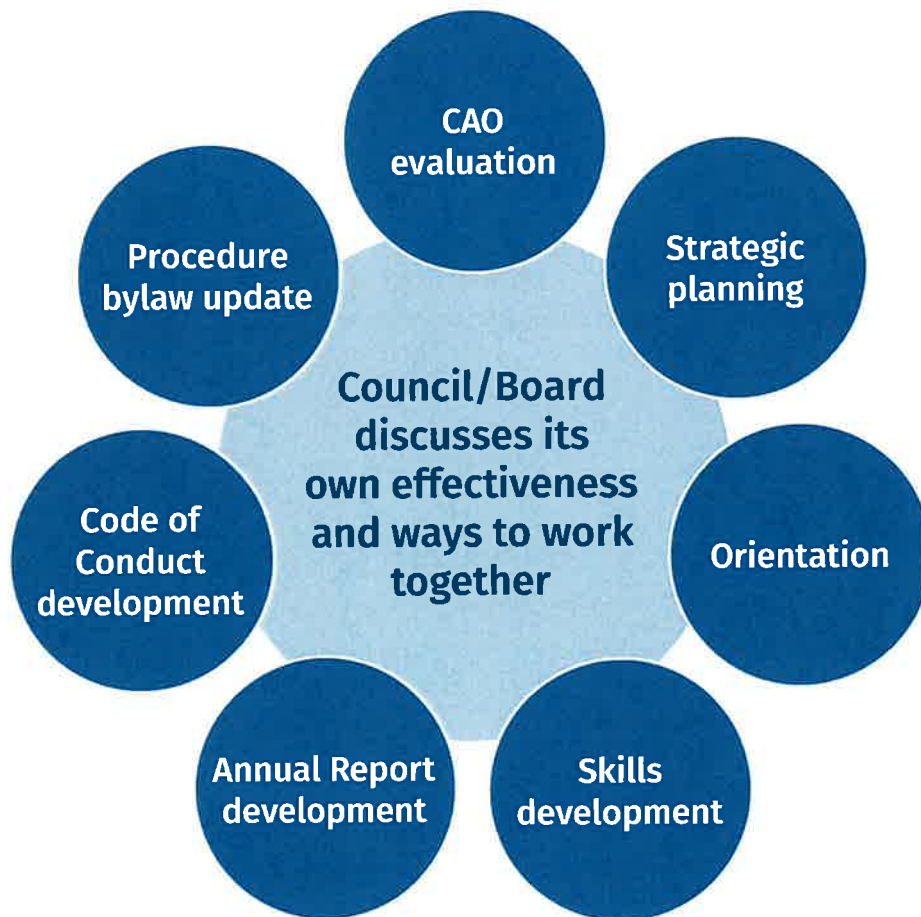 CAO
evaluation
Strategic
planning
Orientation
Skills
development
Annual Report
development
Code of
Conduct
development
Procedure
bylaw update
Council/Board
discusses its
own effectiveness
and ways to work
together